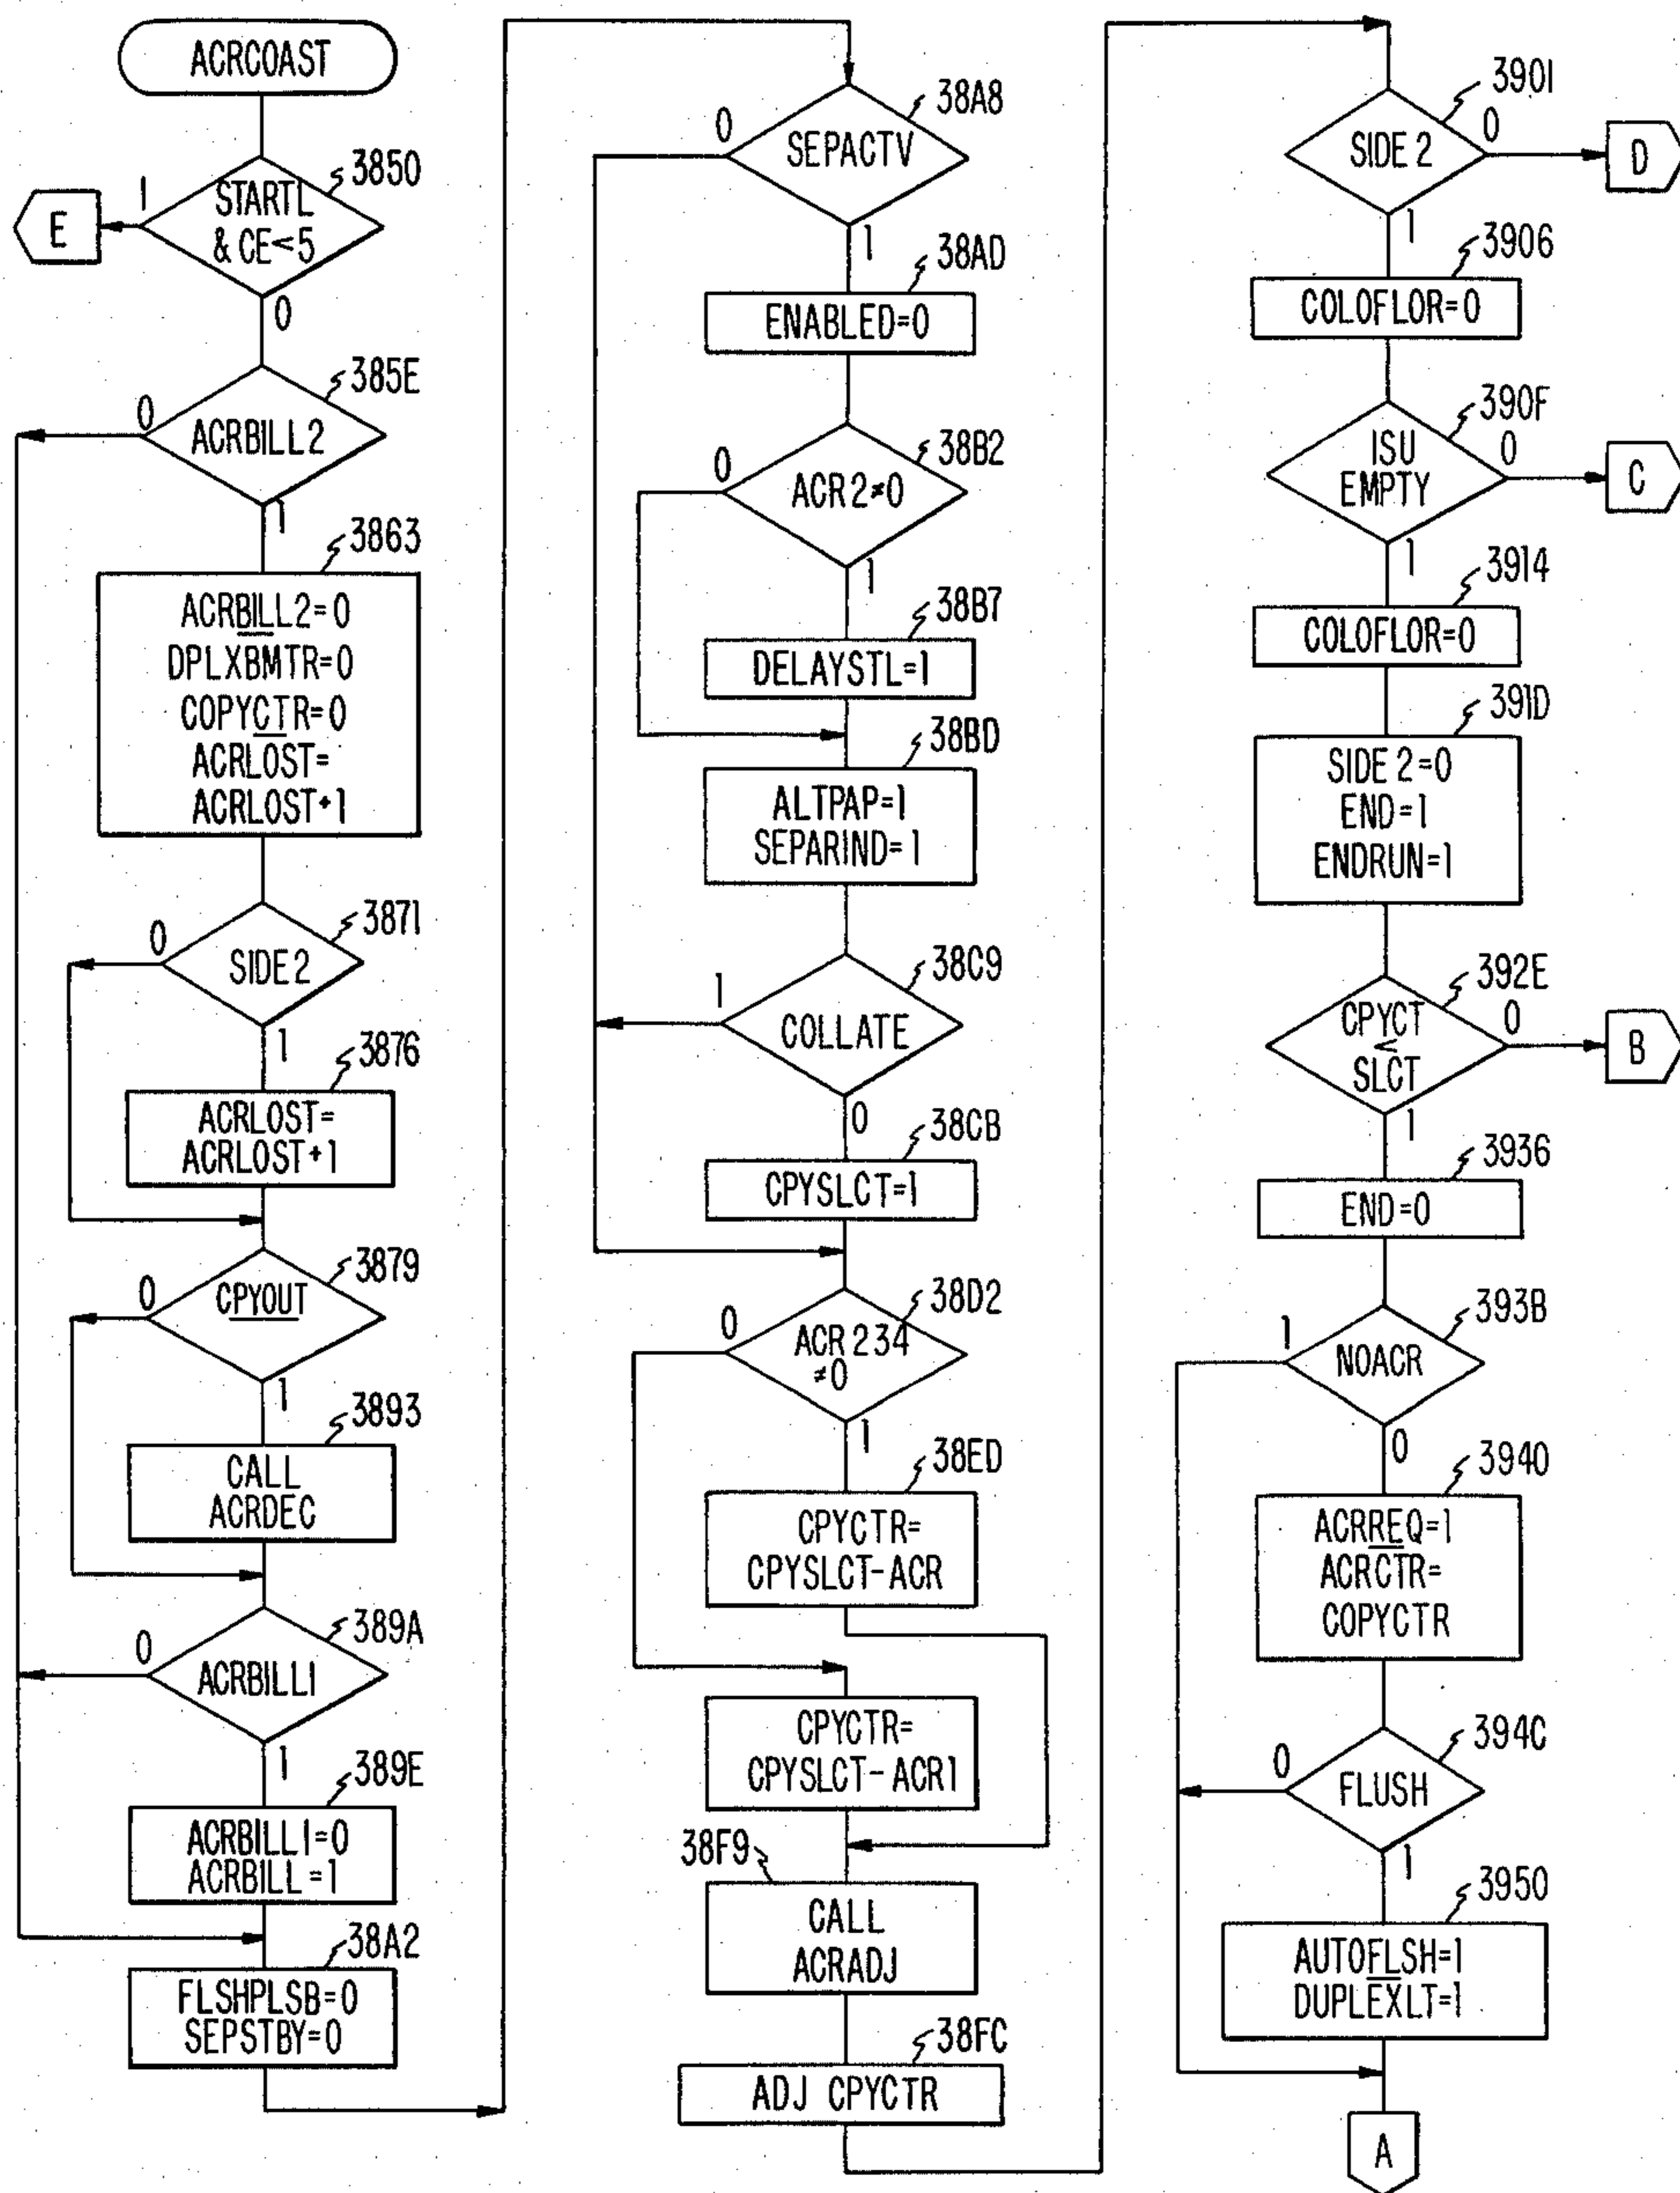 ACRCOAST
3850
1
STARTL
& CE<5
E
0
385E
0
ACRBILL2
1
3863
ACRBILL2=0
DPLXBMTR=0
COPYCTR=0
ACRLOST=
ACRLOST+1
3871
0
SIDE2
1
3876
ACRLOST=
ACRLOST+1
3879
0
CPYOUT
1
3893
CALL
ACRDEC
389A
0
ACRBILL1
1
389E
ACRBILL1=0
ACRBILL=1
38A2
FLSHPLSB=0
SEPSTBY=0
38A8
0
SEPACTV
1
38AD
ENABLED=0
38B2
0
ACR2≠0
1
38B7
DELAYSTL=1
38BD
ALTPAP=1
SEPARIND=1
38C9
1
COLLATE
0
38CB
CPYSLCT=1
38D2
0
ACR234
≠0
1
38ED
CPYCTR=
CPYSLCT-ACR
CPYCTR=
CPYSLCT-ACR1
38F9
CALL
ACRADJ
38FC
ADJ CPYCTR
3901
SIDE 2
0
D
1
3906
COLOFLOR=0
390F
ISU
EMPTY
0
C
1
3914
COLOFLOR=0
391D
SIDE 2=0
END=1
ENDRUN=1
392E
CPYCT
<
SLCT
0
B
1
3936
END=0
393B
1
NOACR
0
3940
ACRREQ=1
ACRCTR=
COPYCTR
394C
0
FLUSH
1
3950
AUTOFLSH=1
DUPLEXLT=1
A